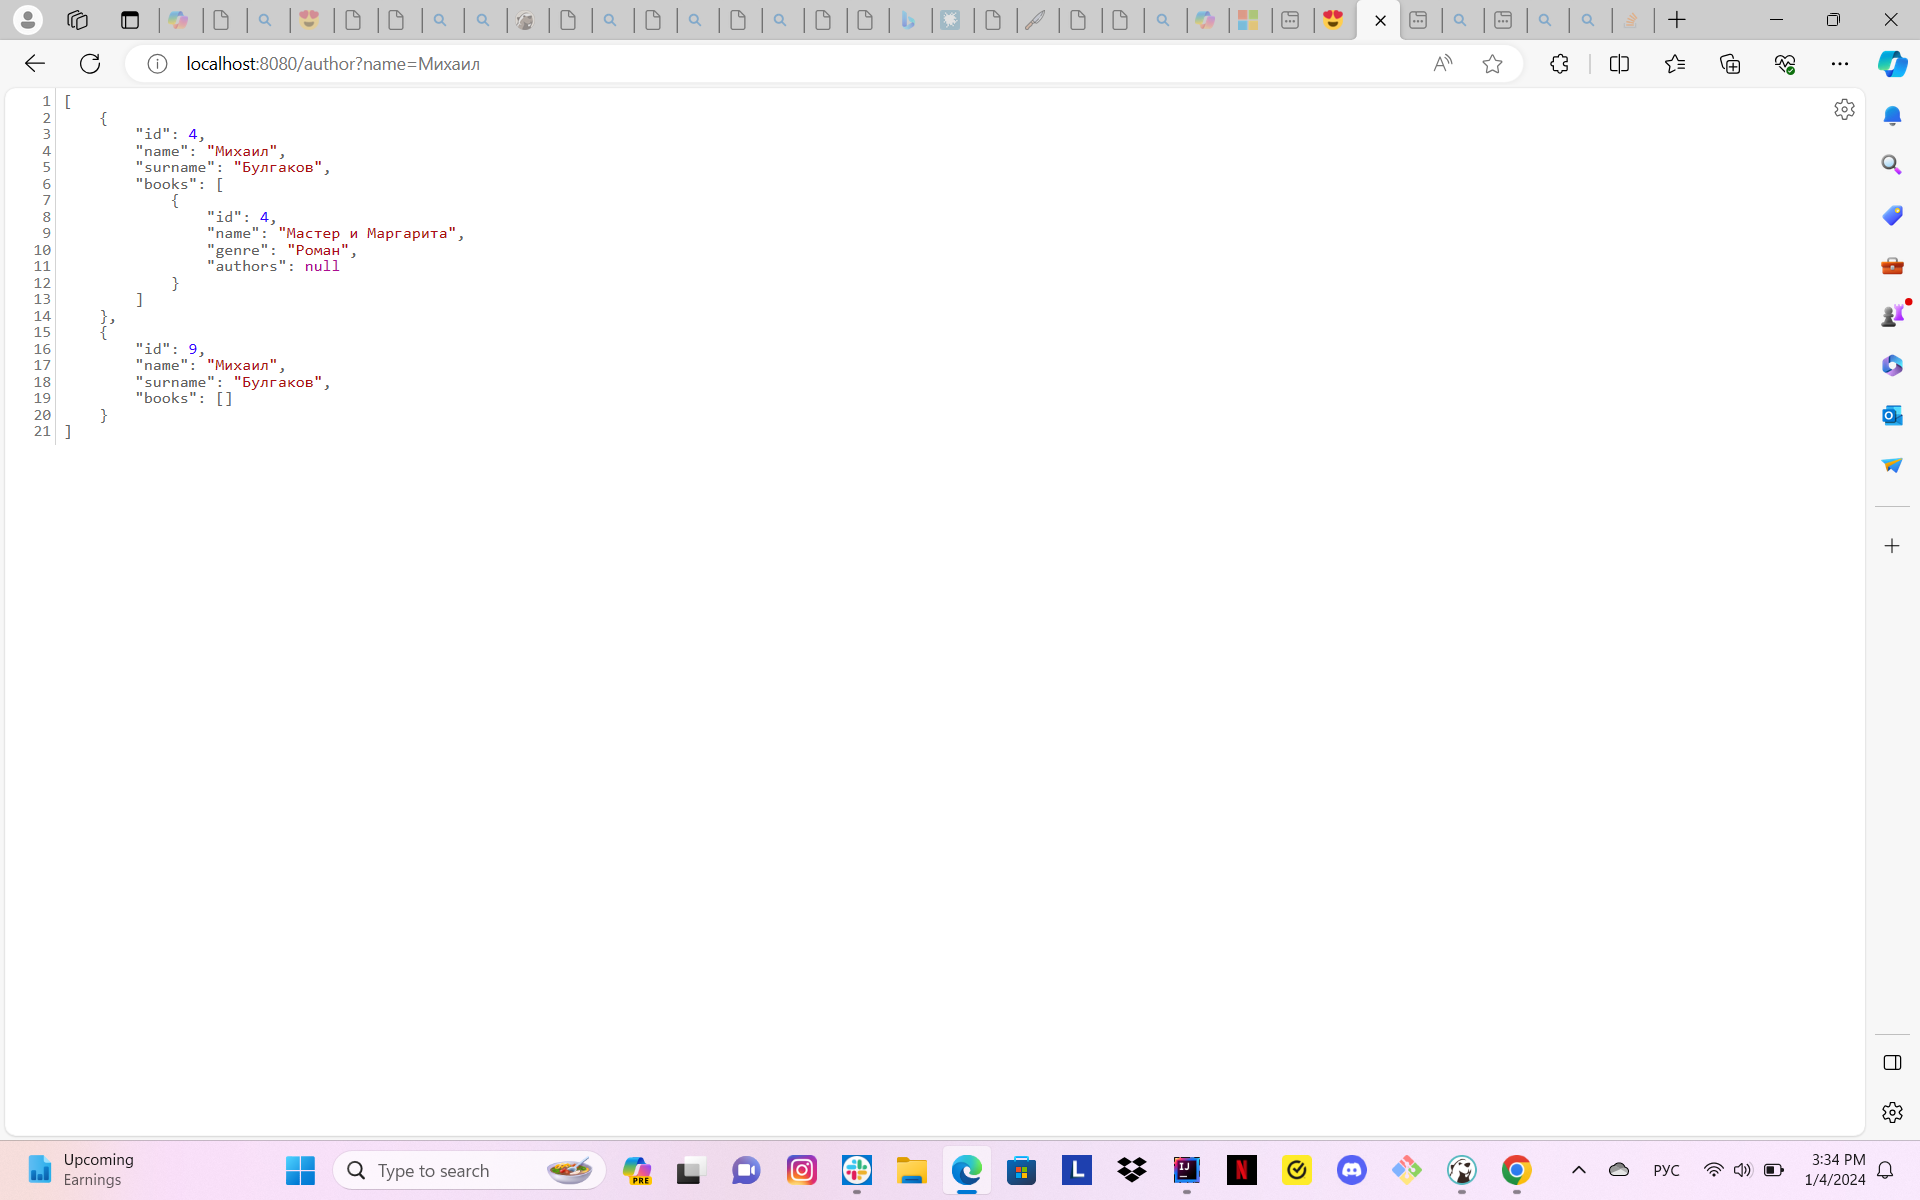 localhost:8080/author?name=Михаил
1 [
2 {
3 "id": 4,
4 "name": "Михаил",
5 "surname": "Булгаков",
6 "books": [
7 {
8 "id": 4,
9 "name": "Мастер и Маргарита",
10 "genre": "Роман",
11 "authors": null
12 }
13 ]
14 },
15 {
16 "id": 9,
17 "name": "Михаил",
18 "surname": "Булгаков",
19 "books": []
20 }
21 ]
Upcoming
Earnings
Type to search
PRE
L
IJ
N
РУС
3:34 PM
1/4/2024